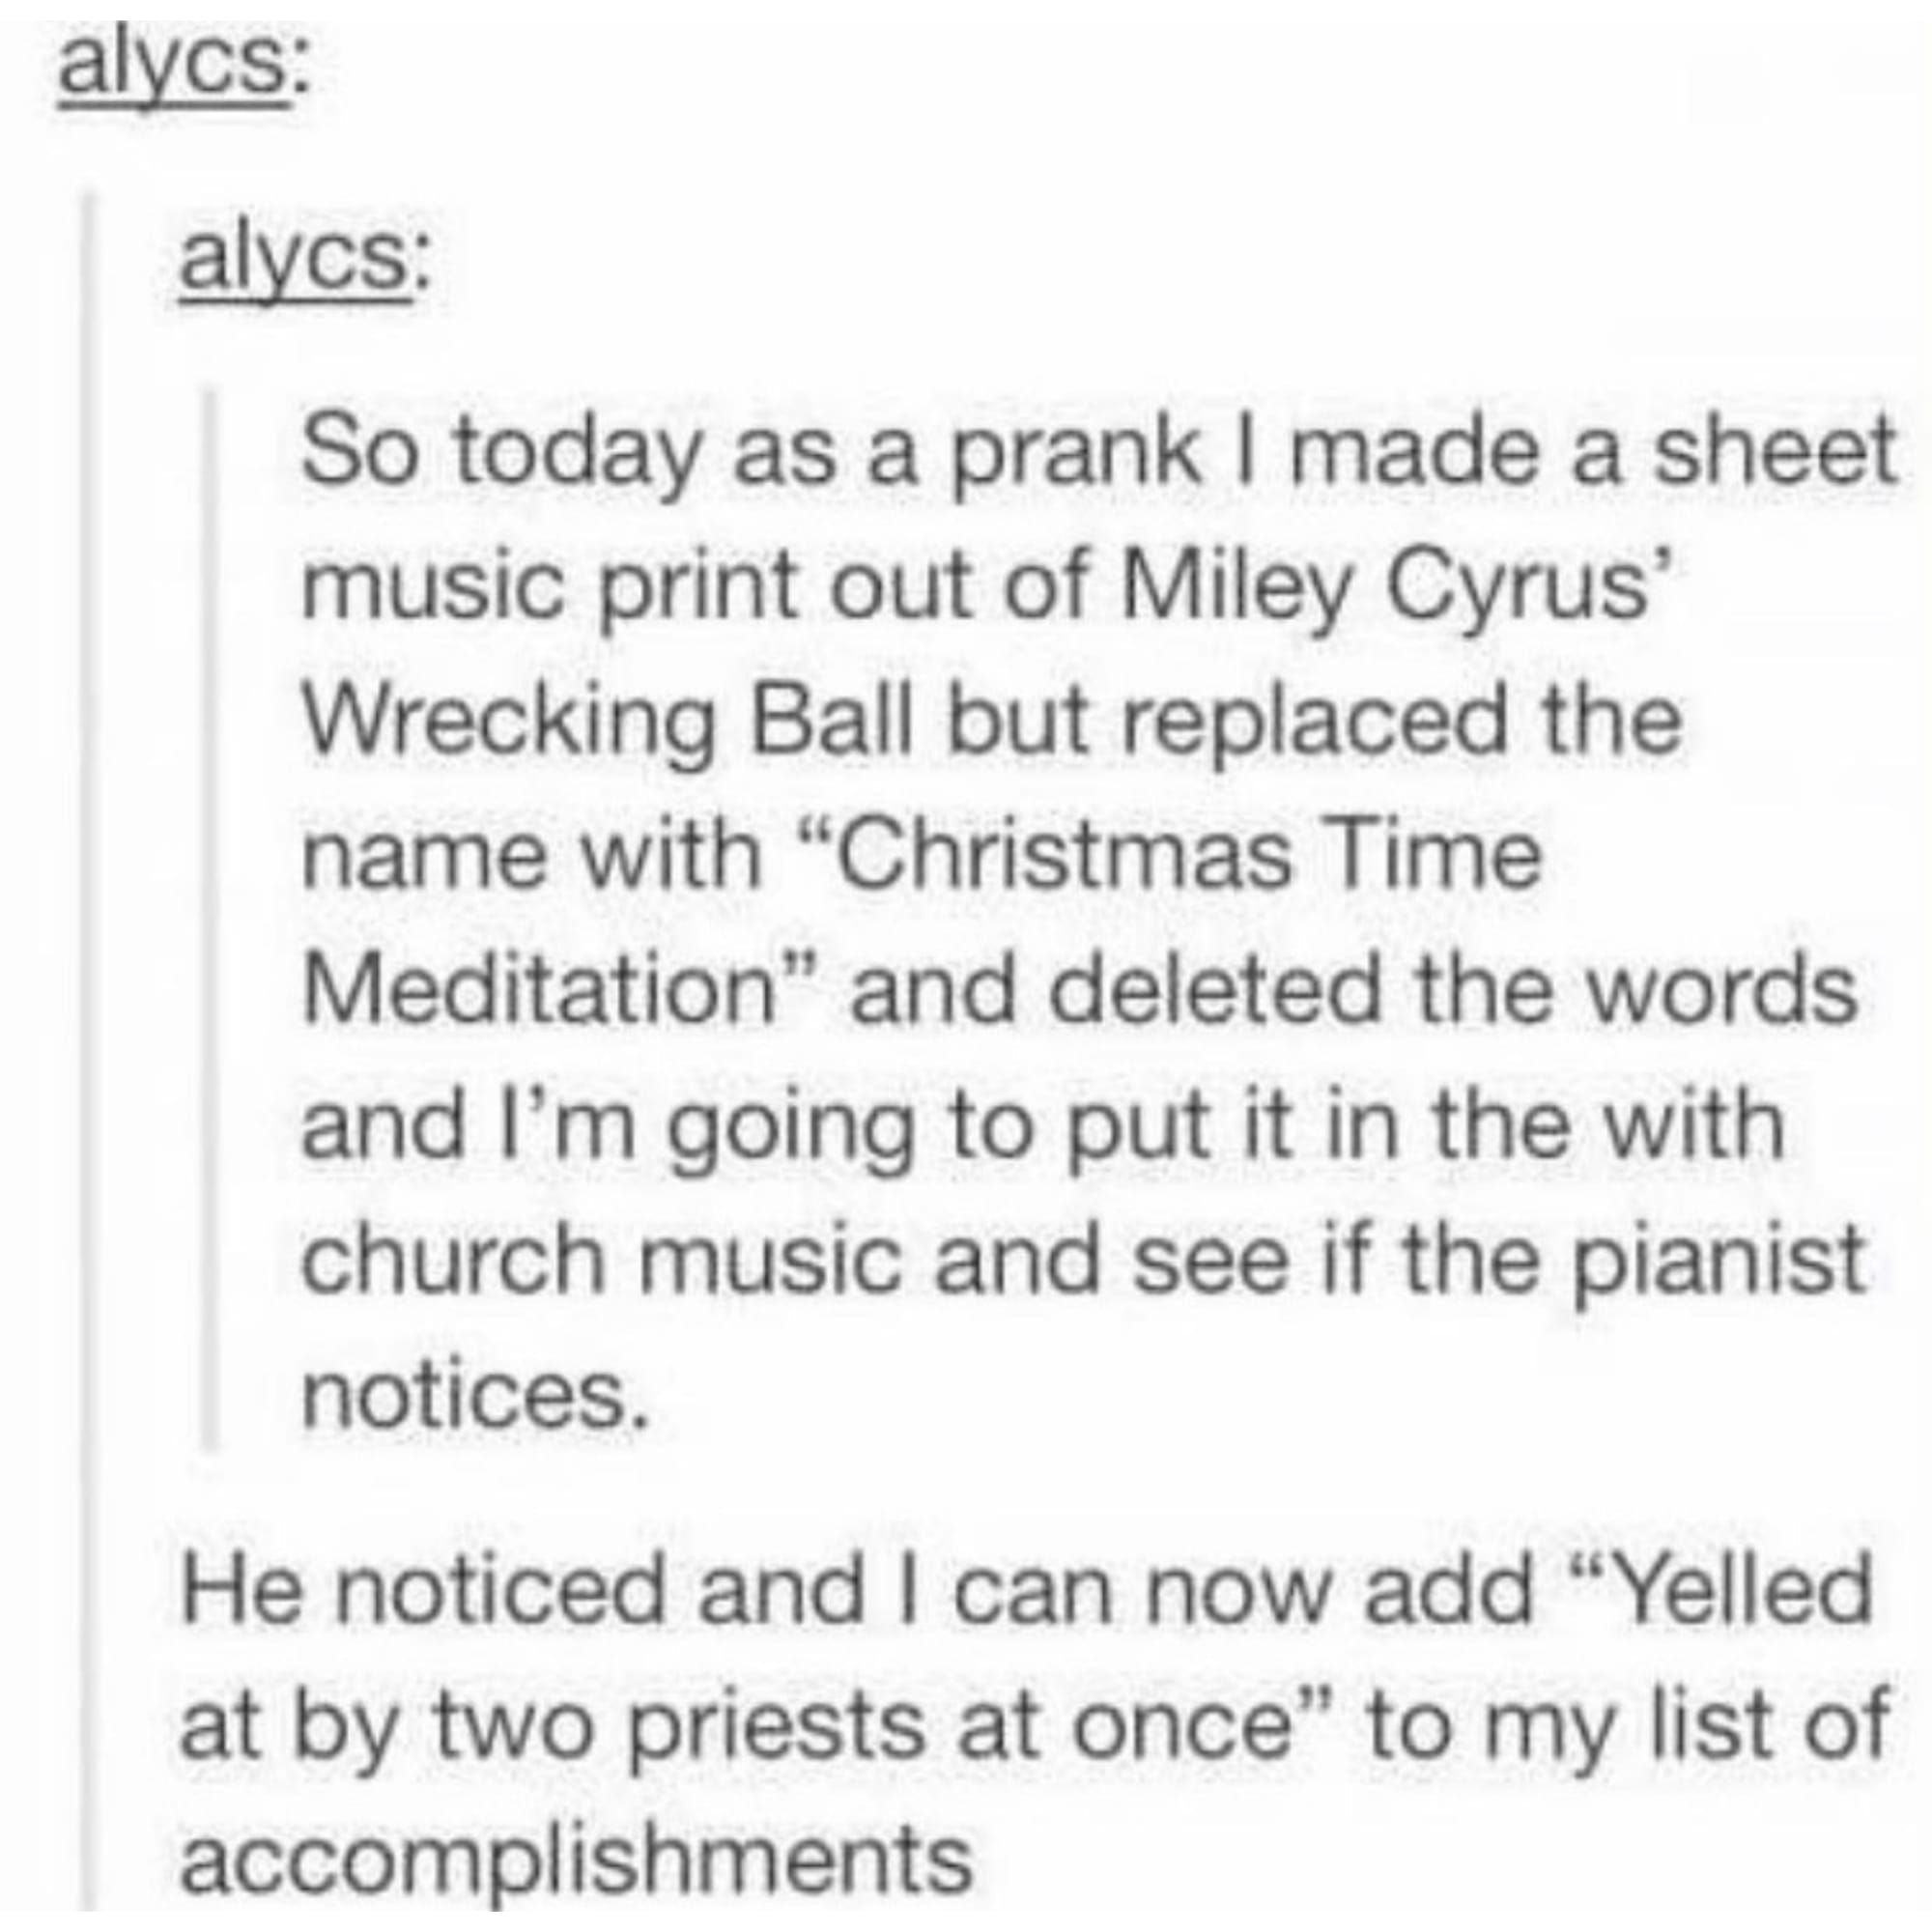 alycs:
alycs:
So today as a prank I made a sheet
music print out of Miley Cyrus’
Wrecking Ball but replaced the
name with “Christmas Time
Meditation” and deleted the words
and I’m going to put it in the with
church music and see if the pianist
notices.
He noticed and I can now add “Yelled
at by two priests at once” to my list of
accomplishments